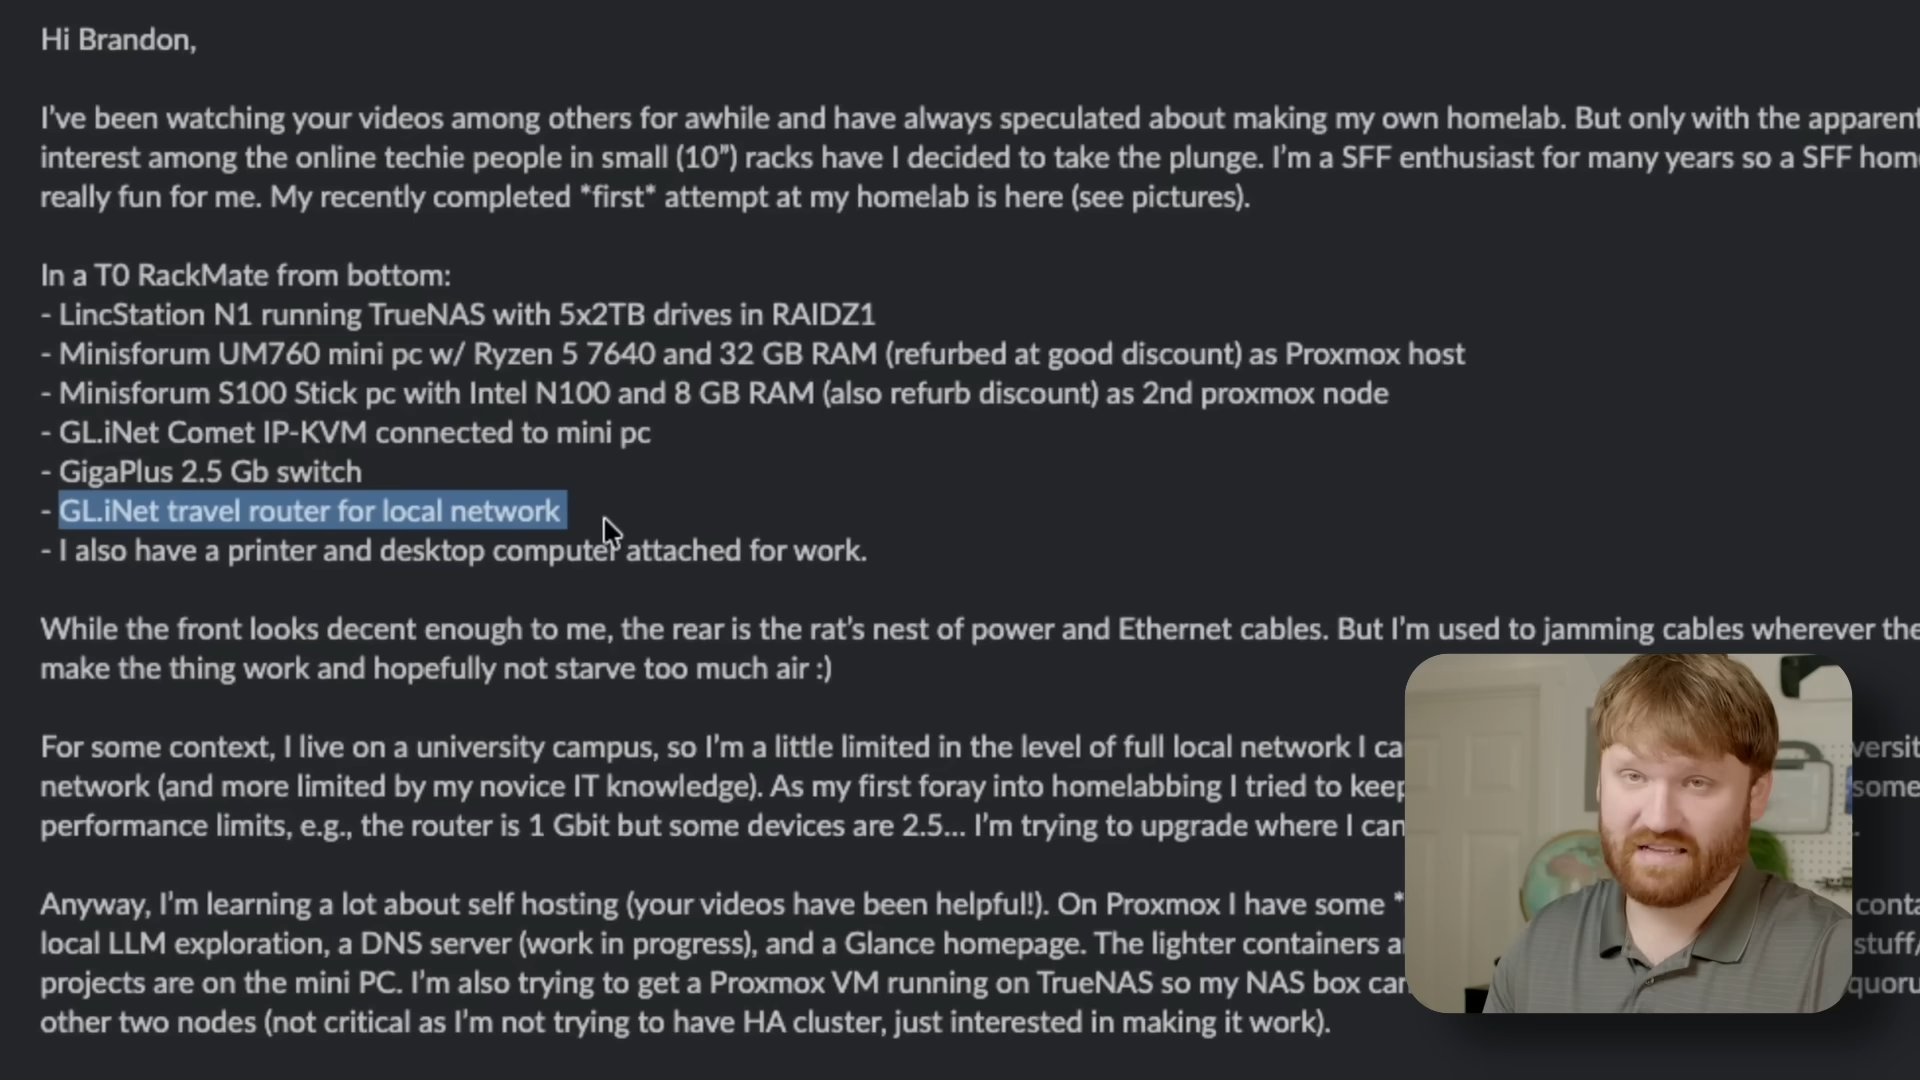 Hi Brandon,
I've been watching your videos among others for awhile and have always speculated about making my own homelab. But only with the apparent
interest among the online techie people in small (10") racks have I decided to take the plunge. I'm a SFF enthusiast for many years so a SFF
really fun for me. My recently completed *first* attempt at my homelab is here (see pictures).
In a T0 RackMate from bottom:
- LincStation N1 running TrueNAS with 5x2TB drives in RAIDZ1
- Minisforum UM760 mini pc w/ Ryzen 5 7640 and 32 GB RAM (refurbed at good discount) as Proxmox host
- Minisforum S100 Stick pc with Intel N100 and 8 GB RAM (also refurb discount) as 2nd proxmox node
- GL.iNet Comet IP-KVM connected to mini pc
- GigaPlus 2.5 Gb switch
- GL.iNet travel router for local network
- I also have a printer and desktop computer attached for work.
While the front looks decent enough to me, the rear is the rat's nest of power and Ethernet cables. But I'm used to jamming cables wherever
make the thing work and hopefully not starve too much air :)
For some context, I live on a university campus, so I'm a little limited in the level of full local network I
network (and more limited by my novice IT knowledge). As my first foray into homelabbing I tried to keep some
performance limits, e.g., the router is 1 Gbit but some devices are 2.5... I'm trying to upgrade where I can
Anyway, I'm learning a lot about self hosting (your videos have been helpful!). On Proxmox I have some *
local LLM exploration, a DNS server (work in progress), and a Glance homepage. The lighter containers stuff/
projects are on the mini PC. I'm also trying to get a Proxmox VM running on TrueNAS so my NAS box can
other two nodes (not critical as I'm not trying to have HA cluster, just interested in making it work).